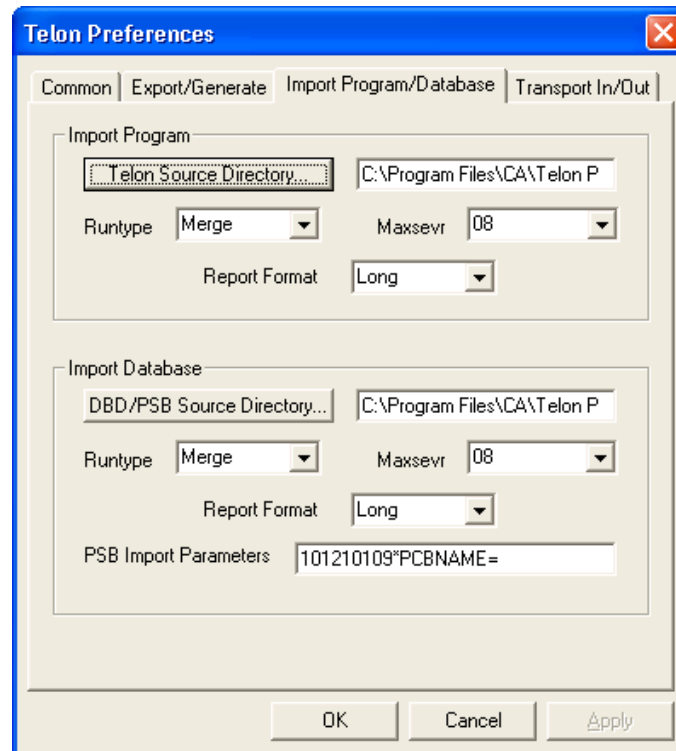 Telon Preferences
Common Export/Generate Import Program/Database Transport In/Out
Import Program
Telon Source Directory... C:\Program Files\CA\Telon P
Runtype Merge Maxsevr 08
Report Format Long
Import Database
DBD/PSB Source Directory... C:\Program Files\CA\Telon P
Runtype Merge Maxsevr 08
Report Format Long
PSB Import Parameters 101210109*PCBNAME=
OK Cancel Apply